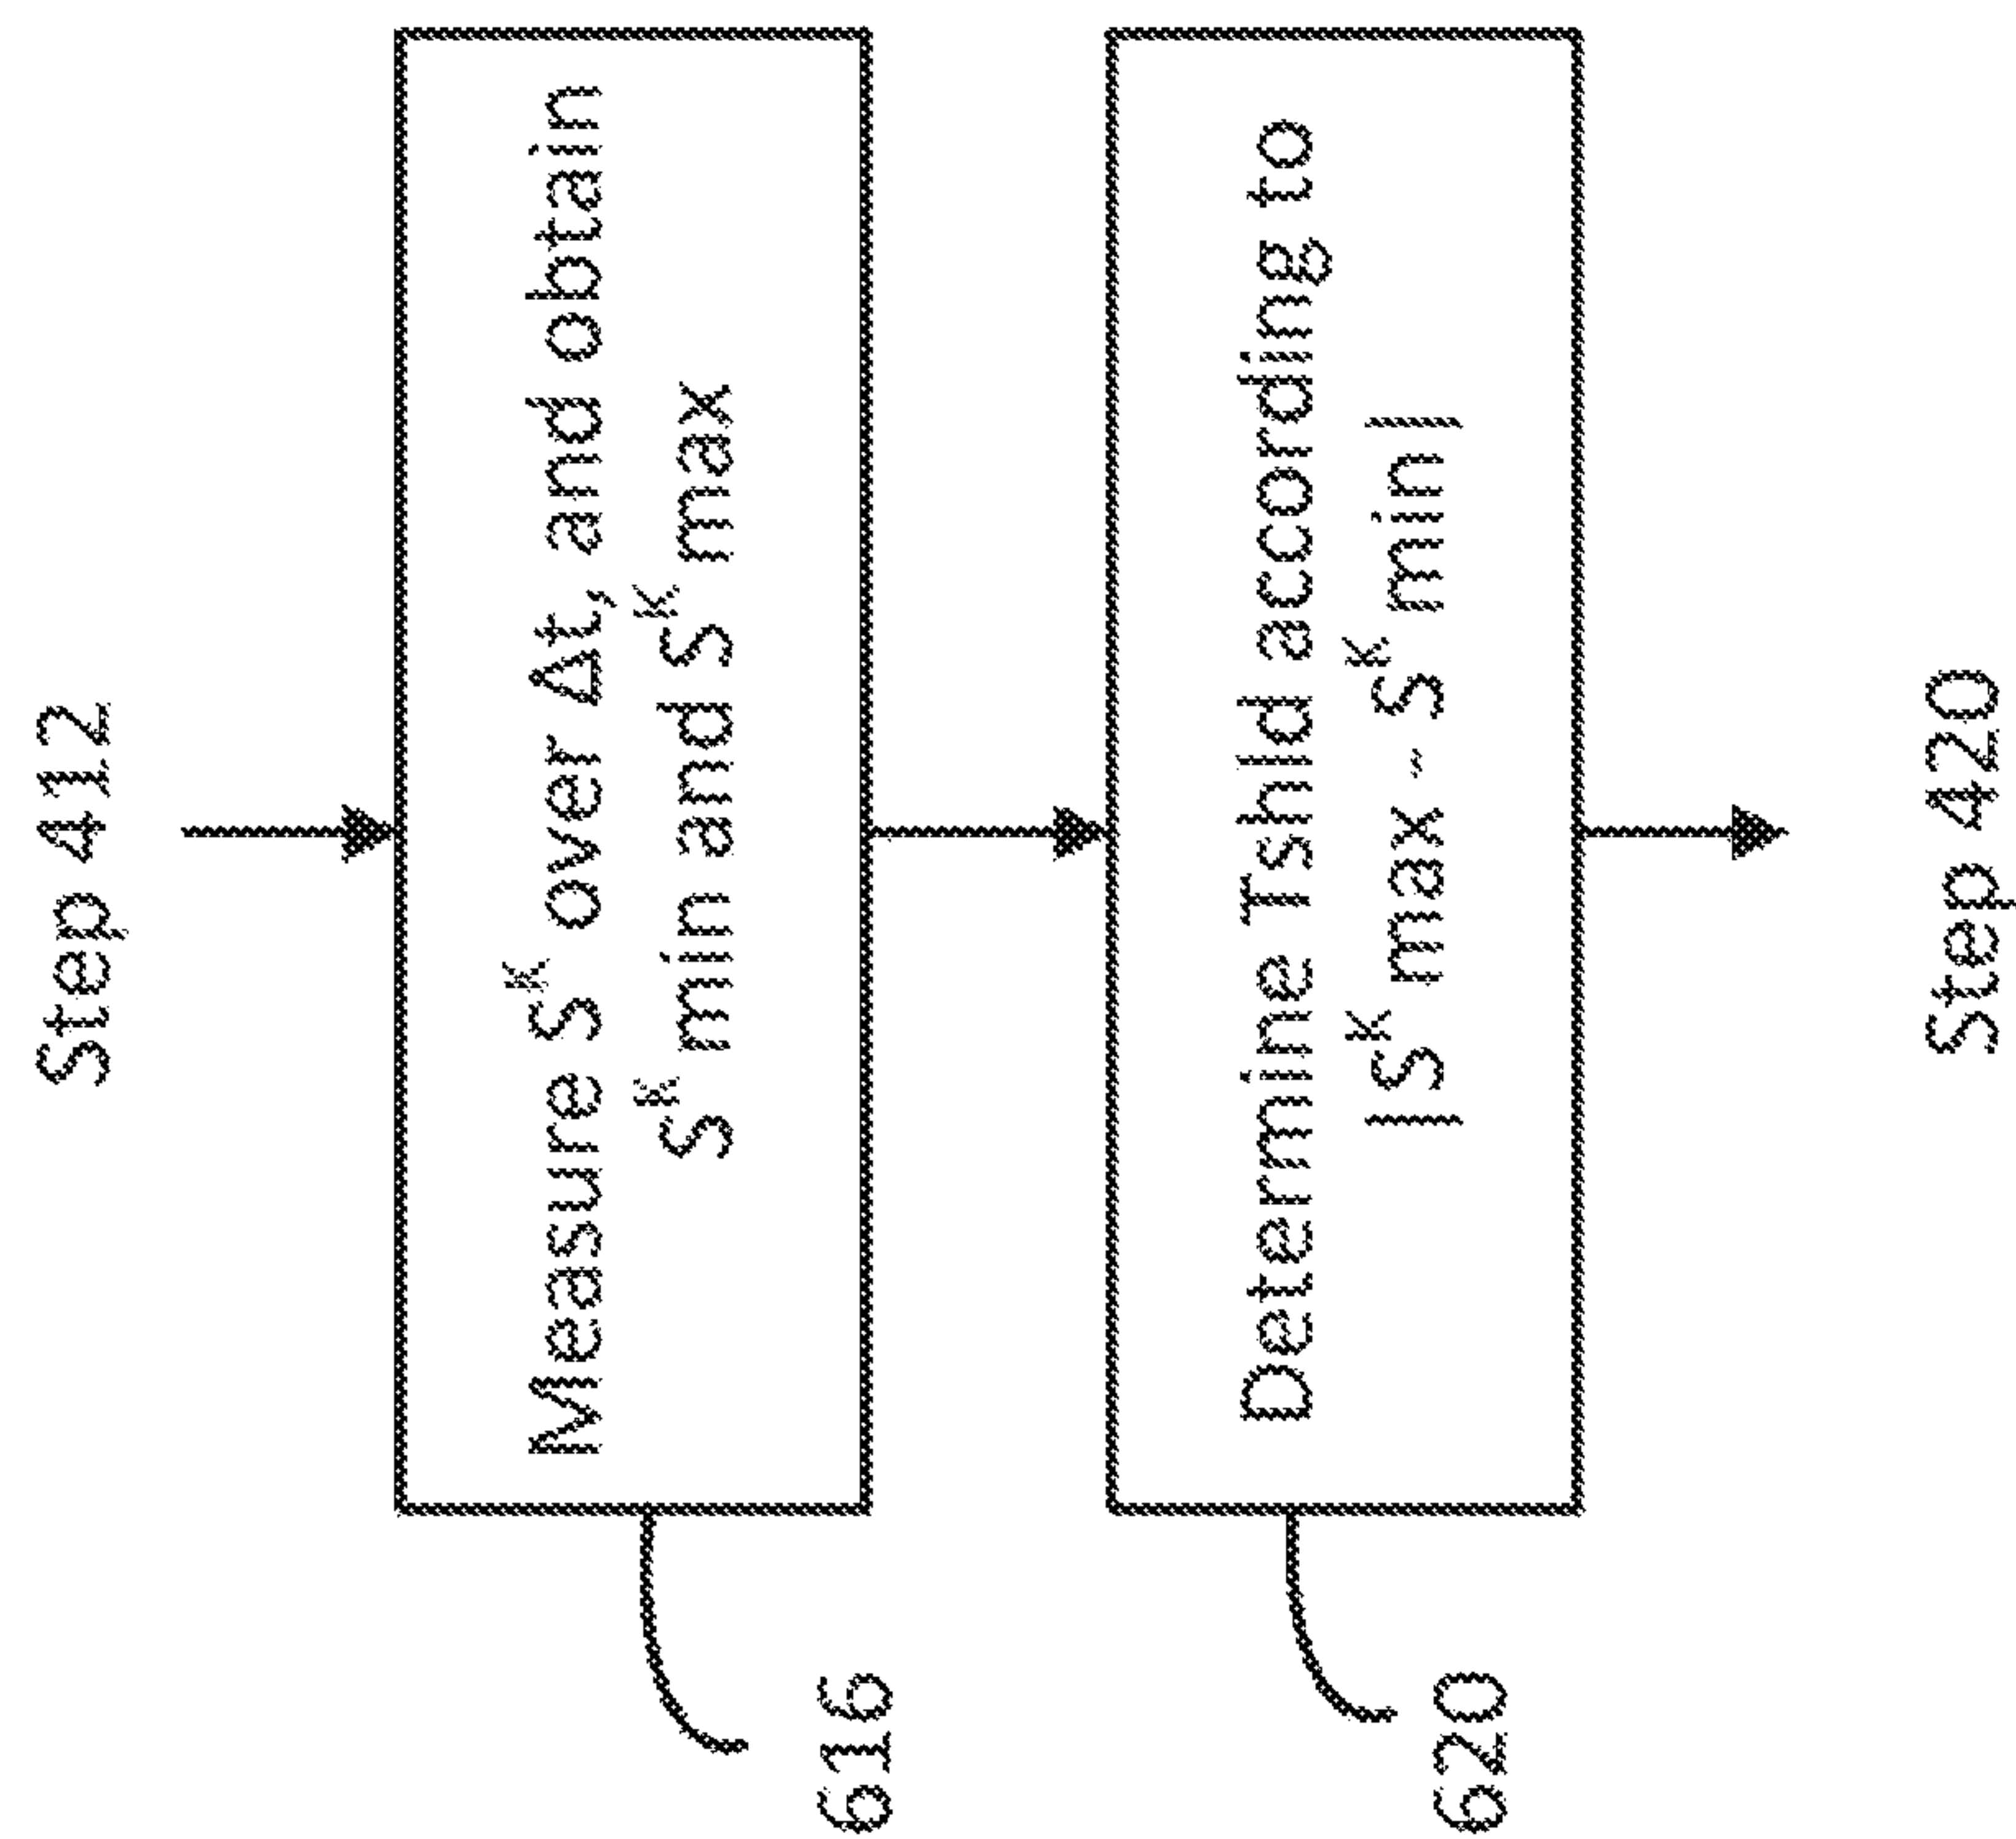 Step 412
Measure S^K over Δt, and obtain
S^K min and S^K max
616
Determine Tshld according to
|S^K max - S^K min|
620
Step 420